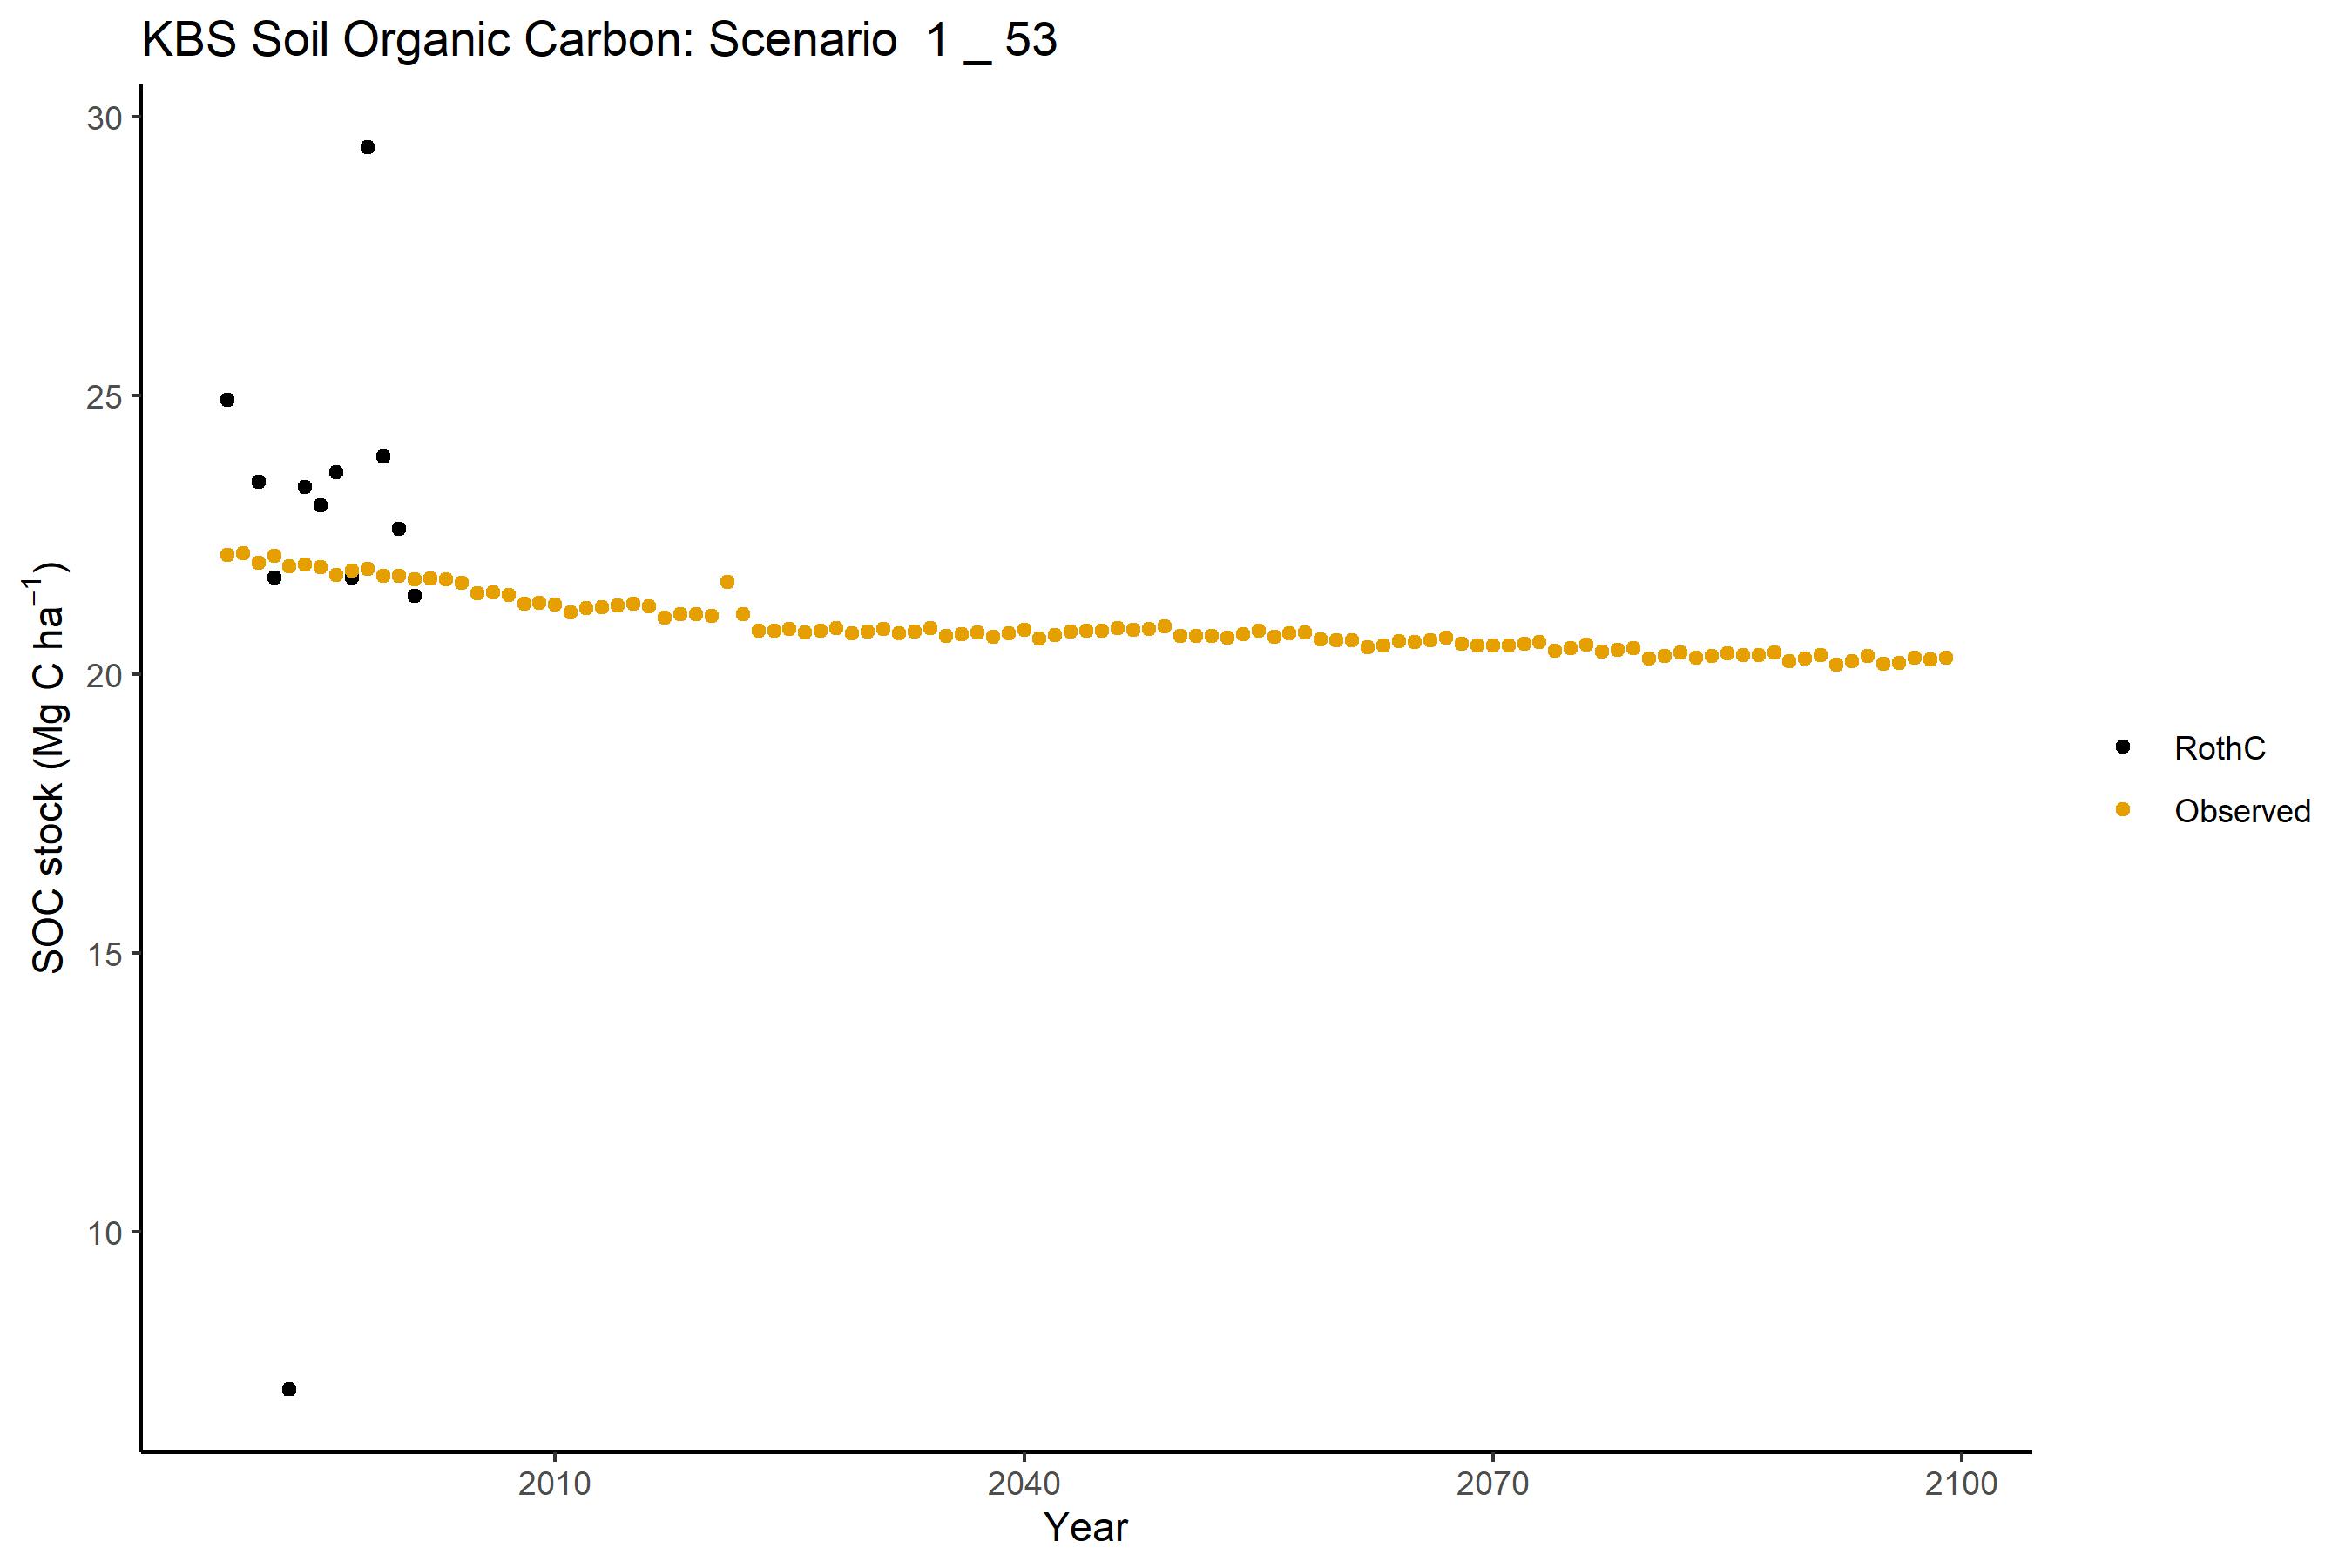 KBS Soil Organic Carbon: Scenario  1 _ 53
30
25
20
15
10
SOC stock (Mg C ha⁻¹)
2010
2040
2070
2100
Year
RothC
Observed